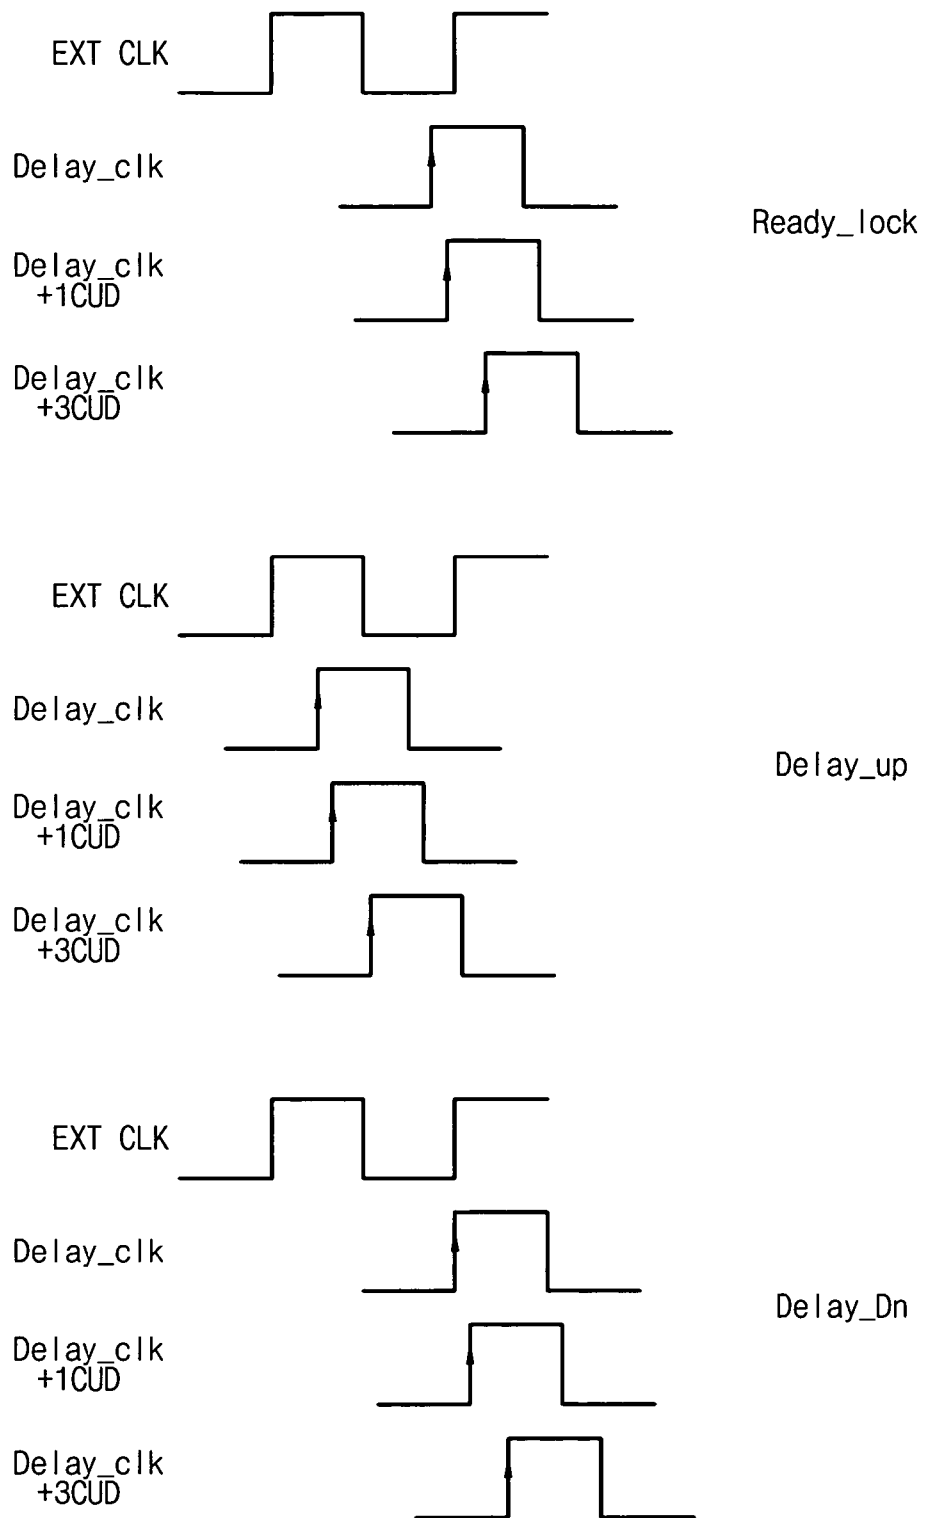 EXT CLK
Delay_clk
Ready_lock
Delay_clk
+1CUD
Delay_clk
+3CUD
EXT CLK
Delay_clk
Delay_up
Delay_clk
+1CUD
Delay_clk
+3CUD
EXT CLK
Delay_clk
Delay_Dn
Delay_clk
+1CUD
Delay_clk
+3CUD